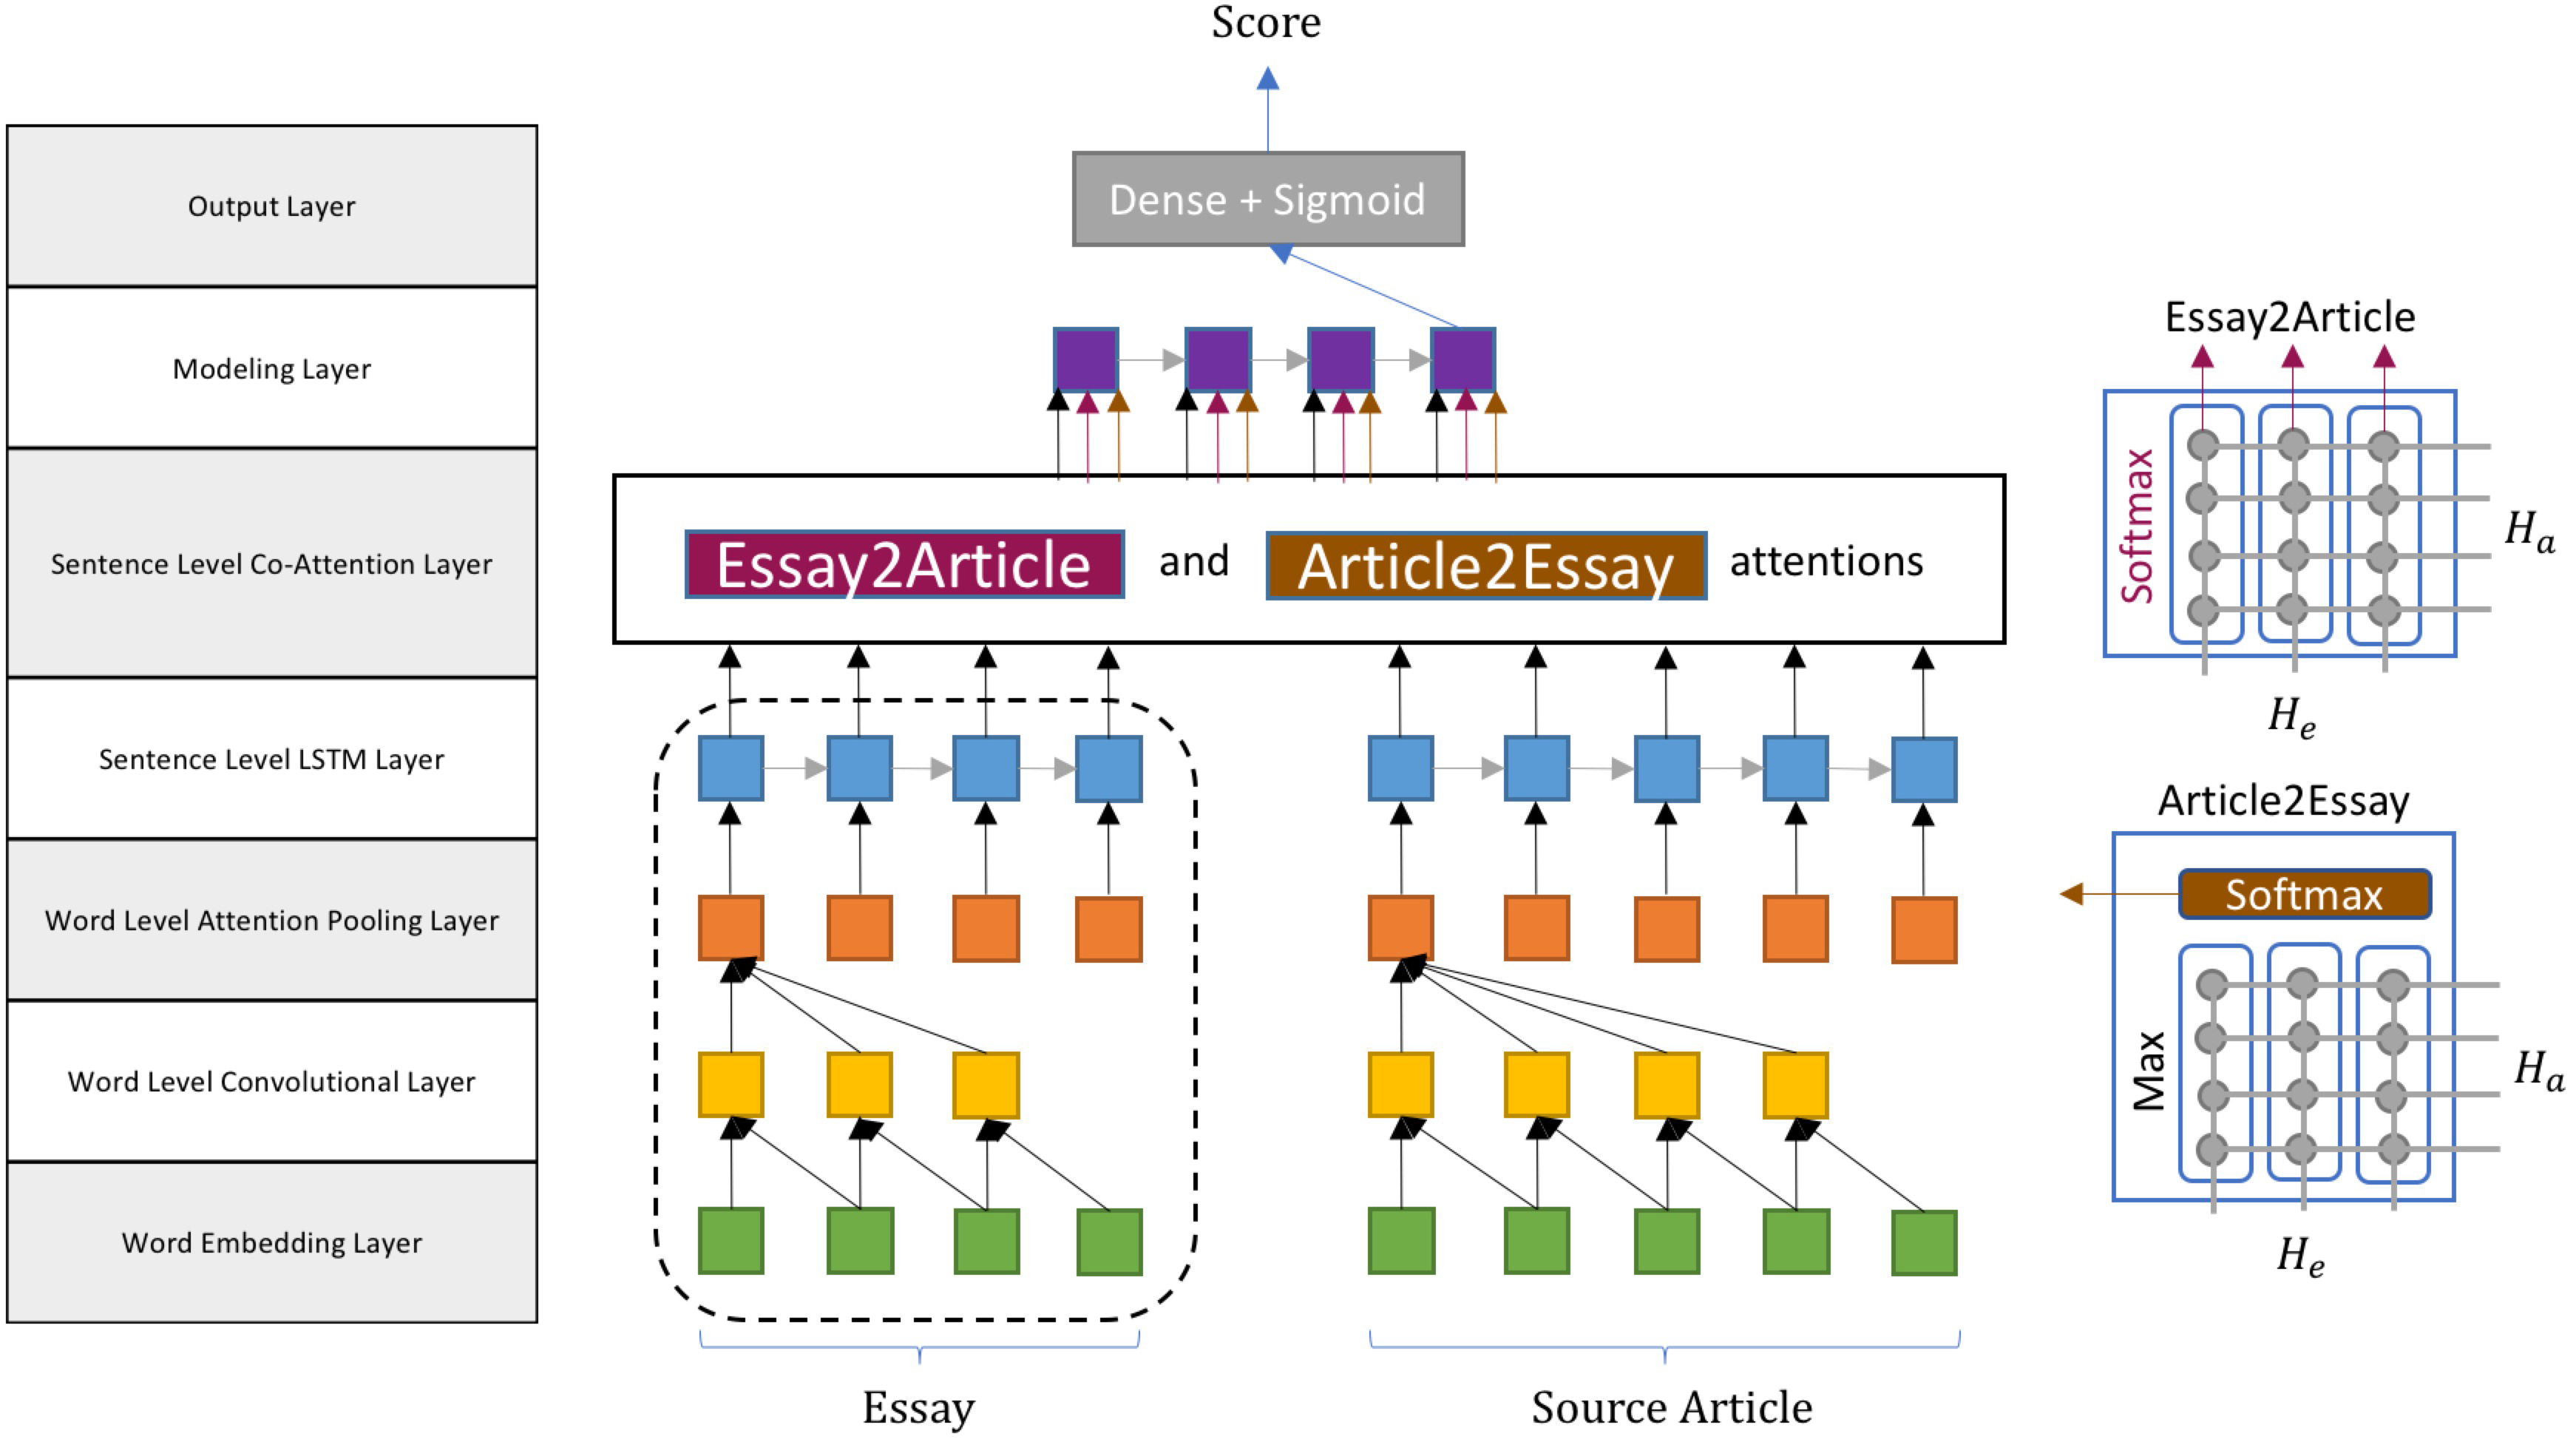 Score
Output Layer
Modeling Layer
Sentence Level Co-Attention Layer
Sentence Level LSTM Layer
Word Level Attention Pooling Layer
Word Level Convolutional Layer
Word Embedding Layer
Dense + Sigmoid
Essay2Article and Article2Essay attentions
Essay
Source Article
Essay2Article
Softmax
H_a
H_e
Article2Essay
Softmax
Max
H_a
H_e